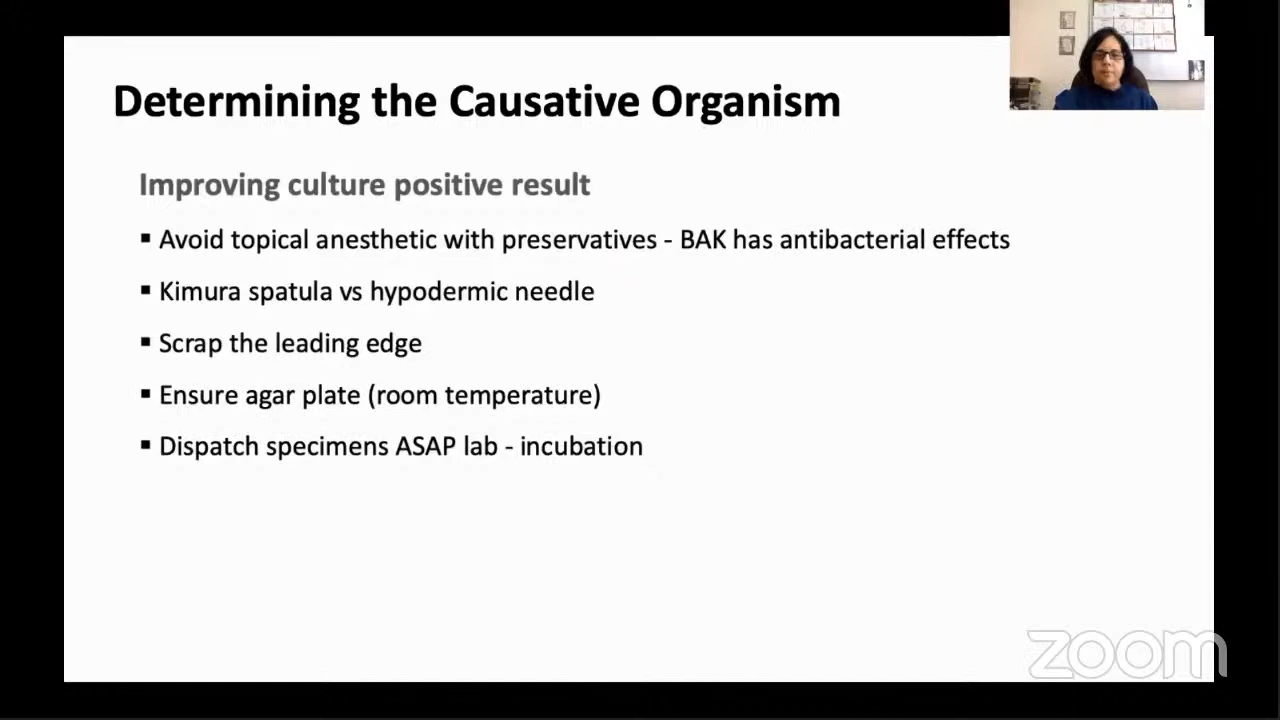 Determining the Causative Organism
Improving culture positive result
▪ Avoid topical anesthetic with preservatives - BAK has antibacterial effects
▪ Kimura spatula vs hypodermic needle
▪ Scrap the leading edge
▪ Ensure agar plate (room temperature)
▪ Dispatch specimens ASAP lab - incubation
zoom